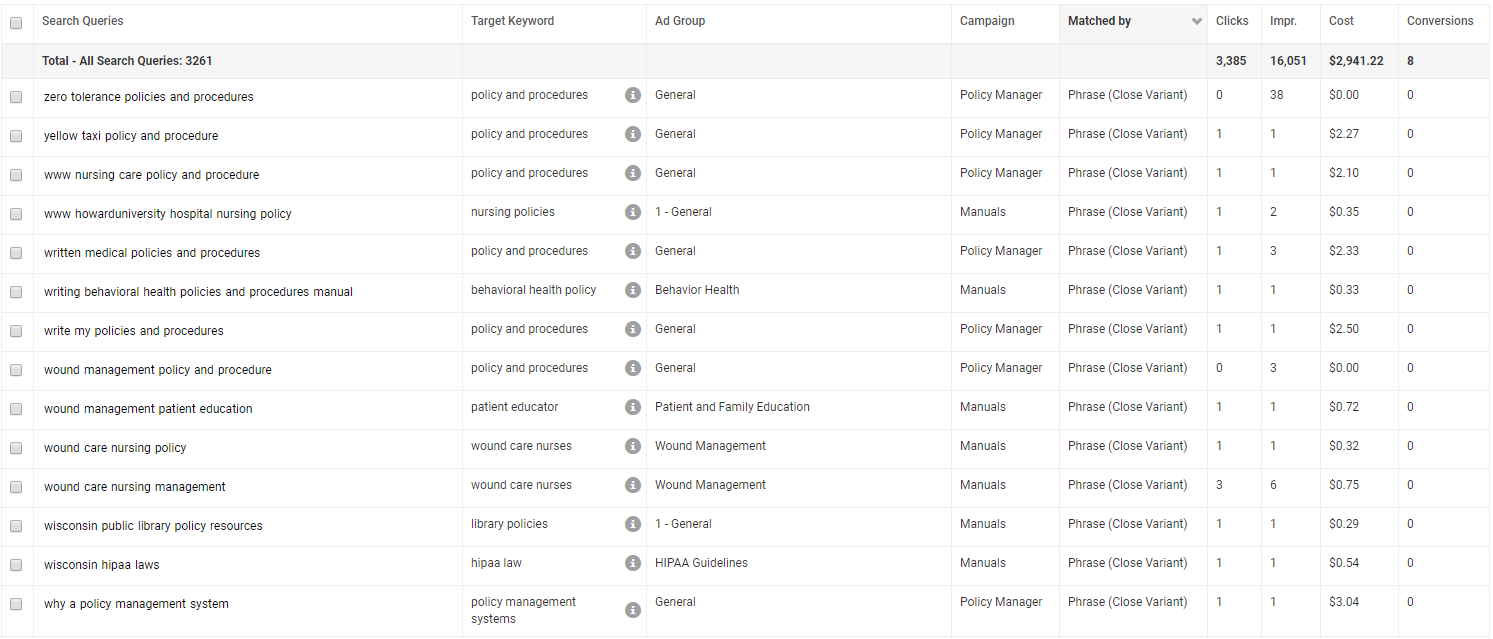 Search Queries Target Keyword Ad Group Campaign Matched by Clicks Impr. Cost Conversions
Total - All Search Queries: 3261 3,385 16,051 $2,941.22 8
zero tolerance policies and procedures policy and procedures General Policy Manager Phrase (Close Variant) 0 38 $0.00 0
yellow taxi policy and procedure policy and procedures General Policy Manager Phrase (Close Variant) 1 1 $2.27 0
www nursing care policy and procedure policy and procedures General Policy Manager Phrase (Close Variant) 1 1 $2.10 0
www howarduniversity hospital nursing policy nursing policies 1 - General Manuals Phrase (Close Variant) 1 2 $0.35 0
written medical policies and procedures policy and procedures General Policy Manager Phrase (Close Variant) 1 3 $2.33 0
writing behavioral health policies and procedures manual behavioral health policy Behavior Health Manuals Phrase (Close Variant) 1 1 $0.33 0
write my policies and procedures policy and procedures General Policy Manager Phrase (Close Variant) 1 1 $2.50 0
wound management policy and procedure policy and procedures General Policy Manager Phrase (Close Variant) 0 3 $0.00 0
wound management patient education patient educator Patient and Family Education Manuals Phrase (Close Variant) 1 1 $0.72 0
wound care nursing policy wound care nurses Wound Management Manuals Phrase (Close Variant) 1 1 $0.32 0
wound care nursing management wound care nurses Wound Management Manuals Phrase (Close Variant) 3 6 $0.75 0
wisconsin public library policy resources library policies 1 - General Manuals Phrase (Close Variant) 1 1 $0.29 0
wisconsin hipaa laws hipaa law HIPAA Guidelines Manuals Phrase (Close Variant) 1 1 $0.54 0
why a policy management system policy management General Policy Manager Phrase (Close Variant) 1 1 $3.04 0
systems